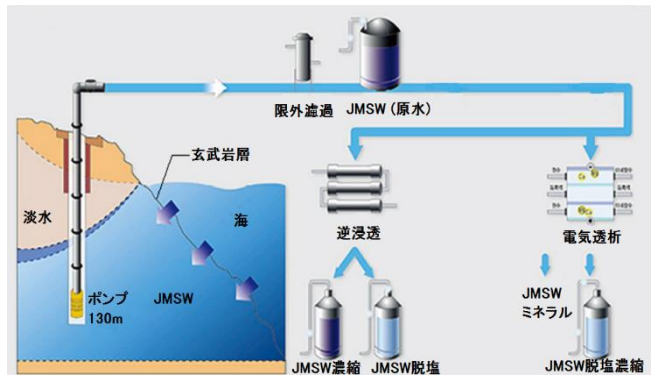 限外濾過
JMSW (原水)
玄武岩層
淡水
海
逆浸透
電気透析
ポンプ
130m
JMSW
JMSW
ミネラル
JMSW濃縮
JMSW脱塩
JMSW脱塩濃縮